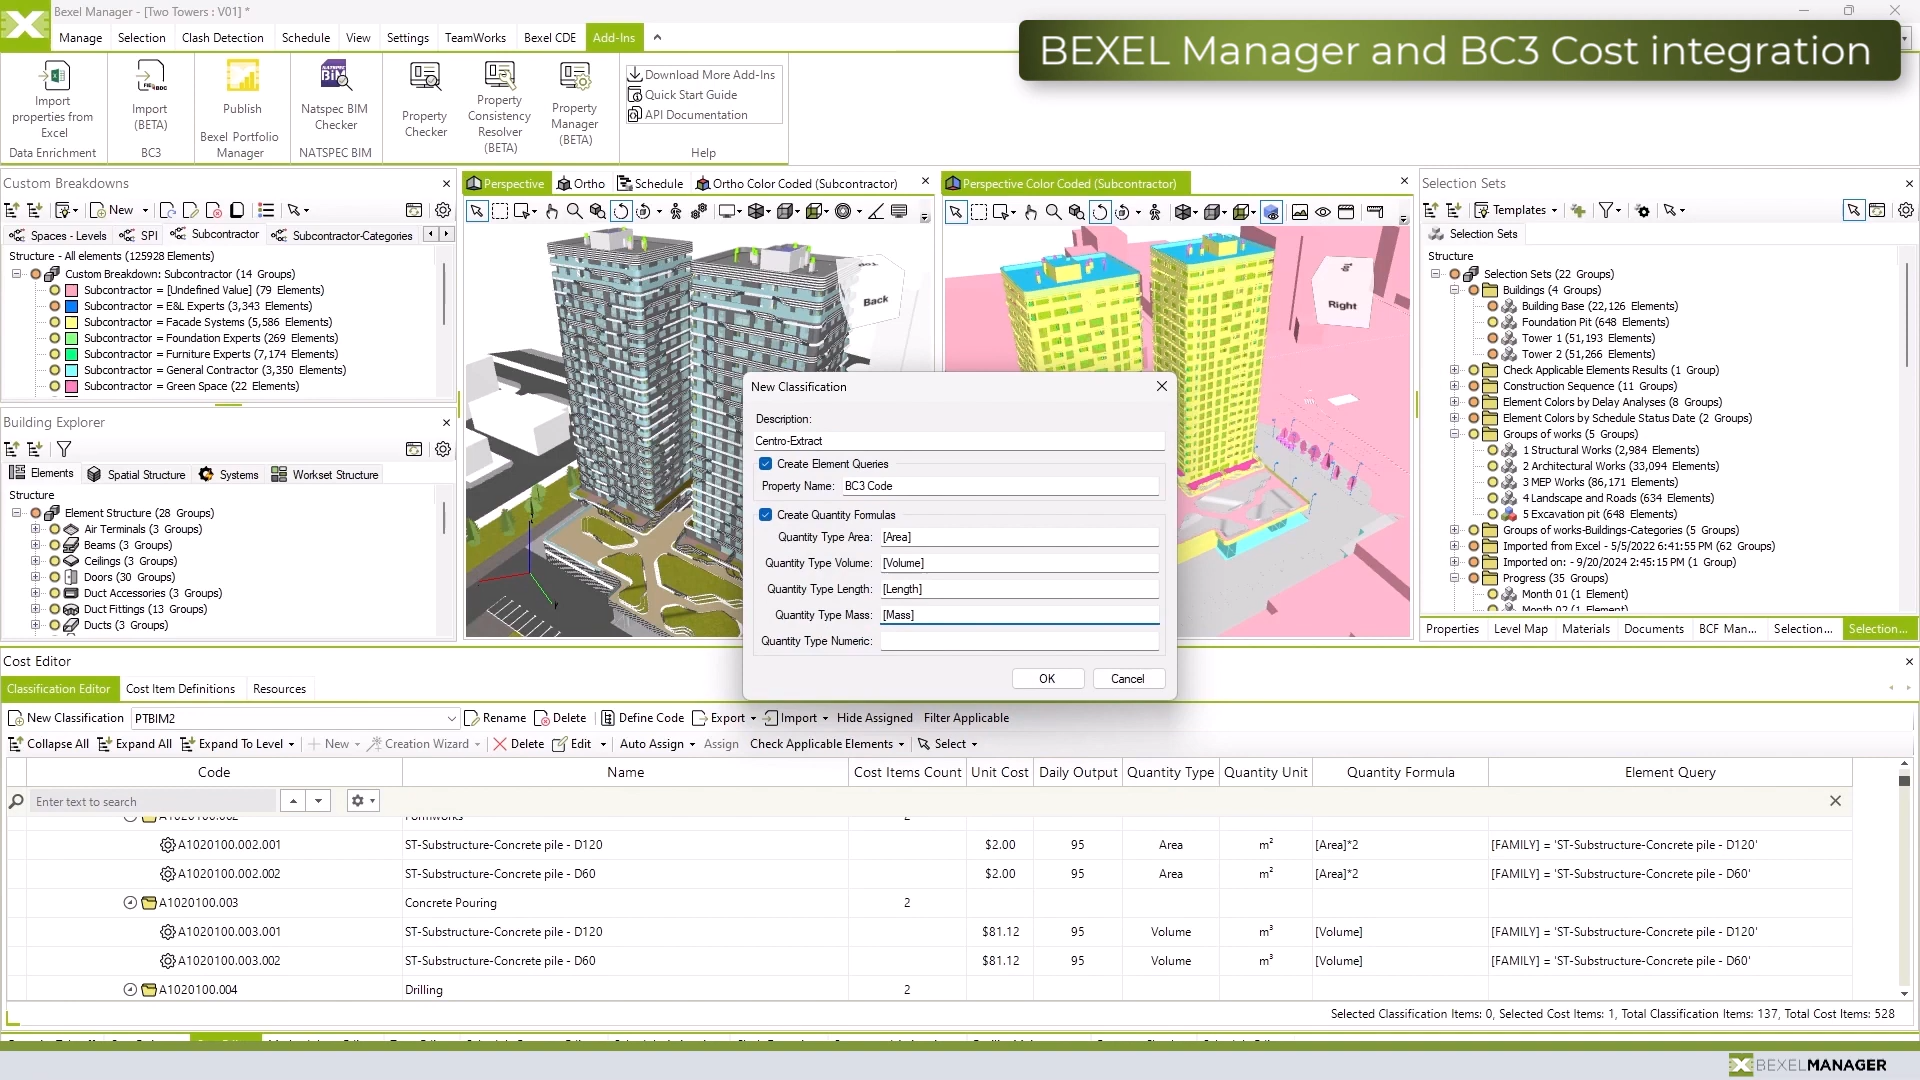 Bexel Manager - [Two Towers : V01] *
Manage
Selection
Clash Detection
Schedule
View
Settings
TeamWorks
Bexel CDE
Add-Ins
BEXEL Manager and BC3 Cost integration
Import properties from Excel
Data Enrichment
Import (BETA)
BC3
Publish
Bexel Portfolio Manager
Natspec BIM Checker
NATSPEC BIM
Property Checker
Property Consistency Resolver (BETA)
Property Manager (BETA)
Download More Add-Ins
Quick Start Guide
API Documentation
Help
Custom Breakdowns
New
Spaces - Levels
SPI
Subcontractor
Subcontractor-Categories
Structure - All elements (125928 Elements)
Custom Breakdown: Subcontractor (14 Groups)
Subcontractor = [Undefined Value] (79 Elements)
Subcontractor = E&L Experts (3,343 Elements)
Subcontractor = Facade Systems (5,586 Elements)
Subcontractor = Foundation Experts (269 Elements)
Subcontractor = Furniture Experts (7,174 Elements)
Subcontractor = General Contractor (3,350 Elements)
Subcontractor = Green Space (22 Elements)
Building Explorer
Elements
Spatial Structure
Systems
Workset Structure
Structure
Element Structure (28 Groups)
Air Terminals (3 Groups)
Beams (3 Groups)
Ceilings (3 Groups)
Doors (30 Groups)
Duct Accessories (3 Groups)
Duct Fittings (13 Groups)
Ducts (3 Groups)
Perspective
Ortho
Schedule
Ortho Color Coded (Subcontractor)
Top
Back
Perspective Color Coded (Subcontractor)
Right
New Classification
Description:
Centro-Extract
Create Element Queries
Property Name: BC3 Code
Create Quantity Formulas
Quantity Type Area: [Area]
Quantity Type Volume: [Volume]
Quantity Type Length: [Length]
Quantity Type Mass: [Mass]
Quantity Type Numeric:
OK
Cancel
Selection Sets
Templates
Selection Sets
Structure
Selection Sets (22 Groups)
Buildings (4 Groups)
Building Base (22,126 Elements)
Foundation Pit (648 Elements)
Tower 1 (51,193 Elements)
Tower 2 (51,266 Elements)
Check Applicable Elements Results (1 Group)
Construction Sequence (11 Groups)
Element Colors by Delay Analyses (8 Groups)
Element Colors by Schedule Status Date (2 Groups)
Groups of works (5 Groups)
1 Structural Works (2,984 Elements)
2 Architectural Works (33,094 Elements)
3 MEP Works (86,171 Elements)
4 Landscape and Roads (634 Elements)
5 Excavation pit (648 Elements)
Groups of works-Buildings-Categories (5 Groups)
Imported from Excel - 5/5/2022 6:41:55 PM (62 Groups)
Imported on: - 9/20/2024 2:45:15 PM (1 Group)
Progress (35 Groups)
Month 01 (1 Element)
Month 02 (1 Element)
Properties
Level Map
Materials
Documents
BCF Man...
Selection...
Selection...
Cost Editor
Classification Editor
Cost Item Definitions
Resources
New Classification
PTBIM2
Rename
Delete
Define Code
Export
Import
Hide Assigned
Filter Applicable
Collapse All
Expand All
Expand To Level
New
Creation Wizard
Delete
Edit
Auto Assign
Assign
Check Applicable Elements
Select
Code Name Cost Items Count Unit Cost Daily Output Quantity Type Quantity Unit Quantity Formula Element Query
Enter text to search
A1020100.002 Formworks 2
A1020100.002.001 ST-Substructure-Concrete pile - D120 $2.00 95 Area m² [Area]*2 [FAMILY] = 'ST-Substructure-Concrete pile - D120'
A1020100.002.002 ST-Substructure-Concrete pile - D60 $2.00 95 Area m² [Area]*2 [FAMILY] = 'ST-Substructure-Concrete pile - D60'
A1020100.003 Concrete Pouring 2
A1020100.003.001 ST-Substructure-Concrete pile - D120 $81.12 95 Volume m³ [Volume] [FAMILY] = 'ST-Substructure-Concrete pile - D120'
A1020100.003.002 ST-Substructure-Concrete pile - D60 $81.12 95 Volume m³ [Volume] [FAMILY] = 'ST-Substructure-Concrete pile - D60'
A1020100.004 Drilling 2
Selected Classification Items: 0, Selected Cost Items: 1, Total Classification Items: 137, Total Cost Items: 528
BEXELMANAGER